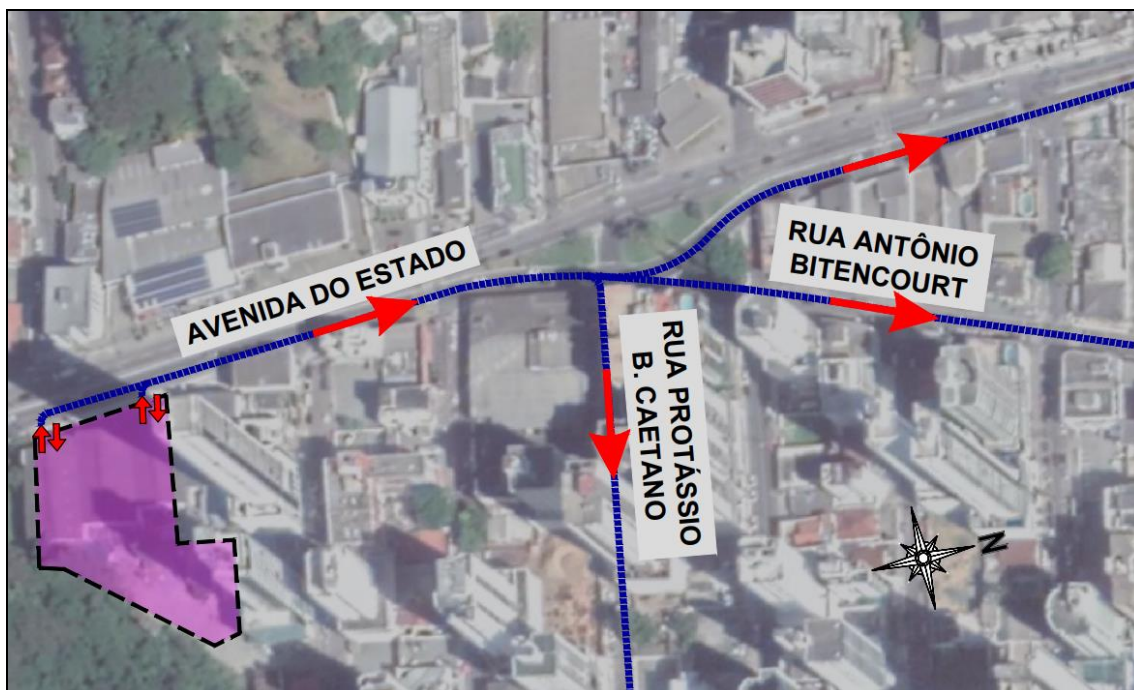 AVENIDA DO ESTADO
RUA ANTÔNIO
BITENCOURT
RUA PROTÁSSIO
B. CAETANO
N